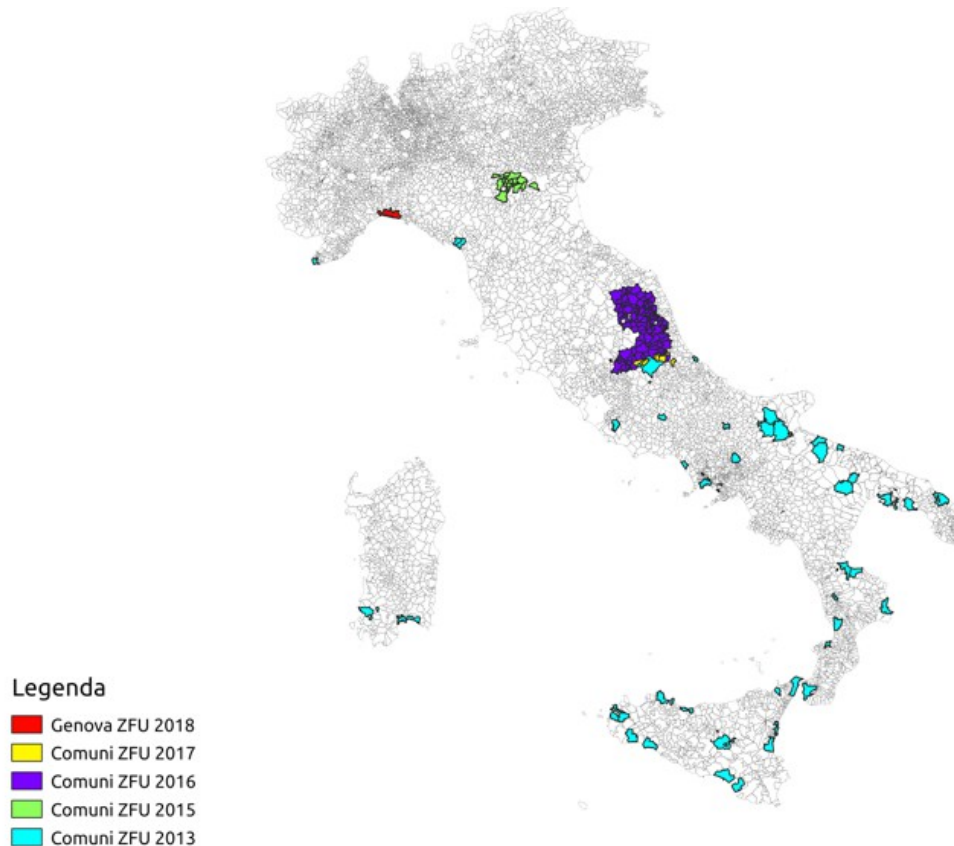 Legenda
Genova ZFU 2018
Comuni ZFU 2017
Comuni ZFU 2016
Comuni ZFU 2015
Comuni ZFU 2013